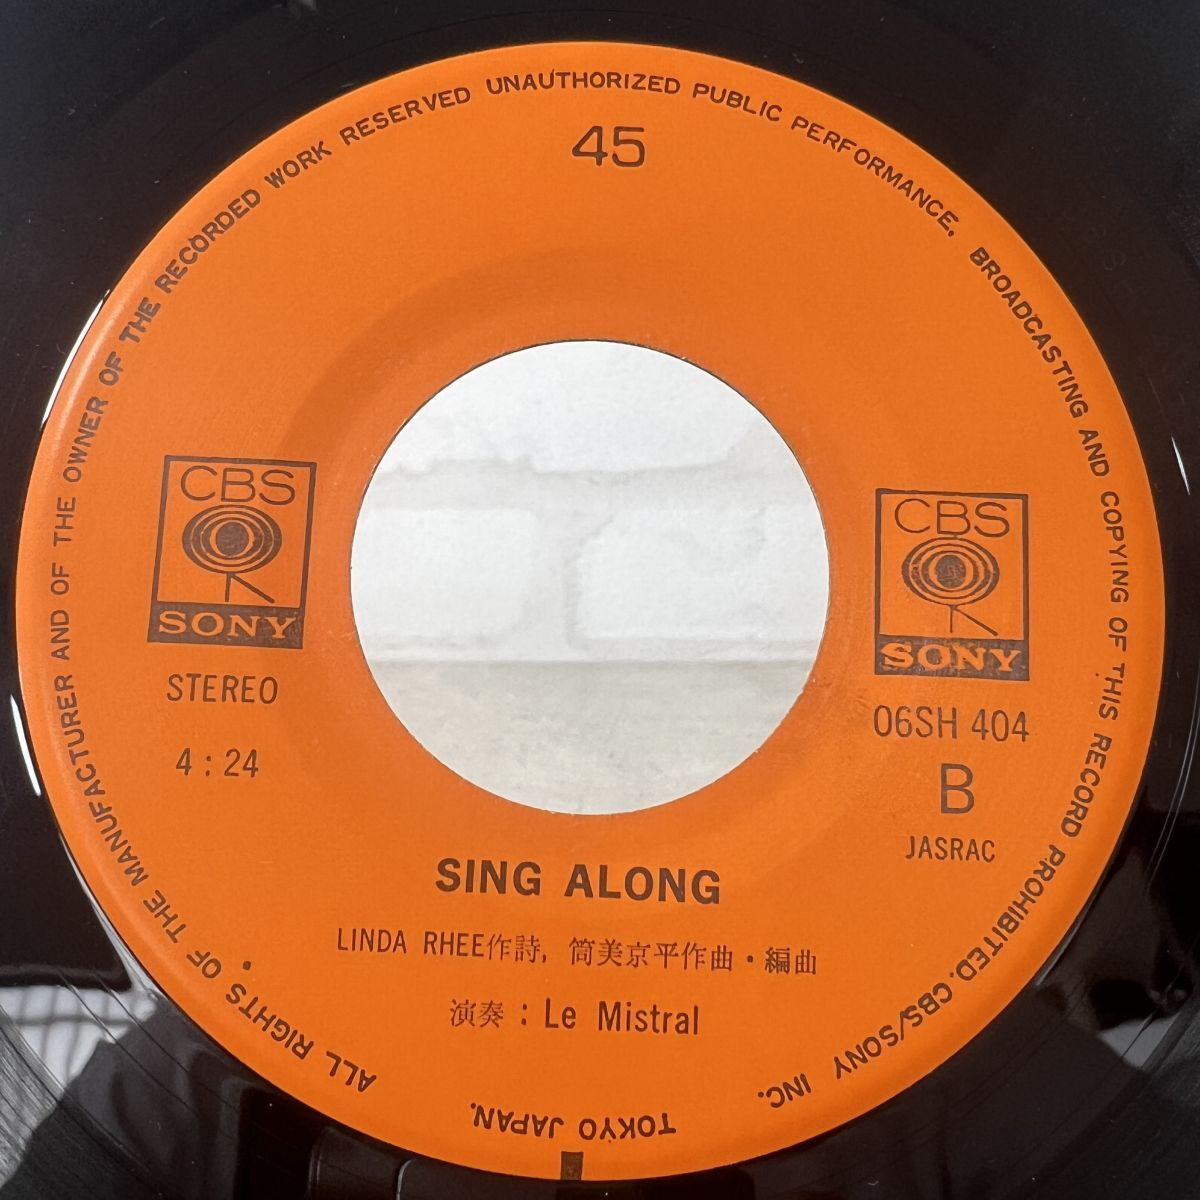 ALL RIGHTS OF THE MANUFACTURER AND OF THE OWNER OF THE RECORDED WORK RESERVED UNAUTHORIZED PUBLIC PERFORMANCE, BROADCASTING AND COPYING OF THIS RECORD PROHIBITED. CBS/SONY INC. TOKYO JAPAN.
45
CBS
SONY
STEREO
4:24
CBS
SONY
06SH 404
B
JASRAC
SING ALONG
LINDA RHEE作詩, 筒美京平作曲・編曲
演奏:Le Mistral